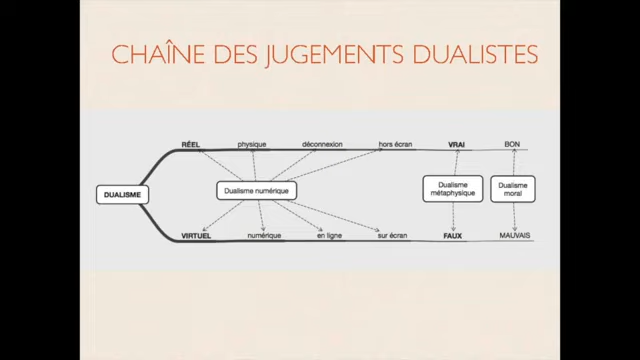 CHAÎNE DES JUGEMENTS DUALISTES
RÉEL physique déconnexion hors écran VRAI BON
DUALISME
Dualisme numérique
Dualisme
métaphysique
Dualisme
moral
VIRTUEL numérique en ligne sur écran FAUX MAUVAIS